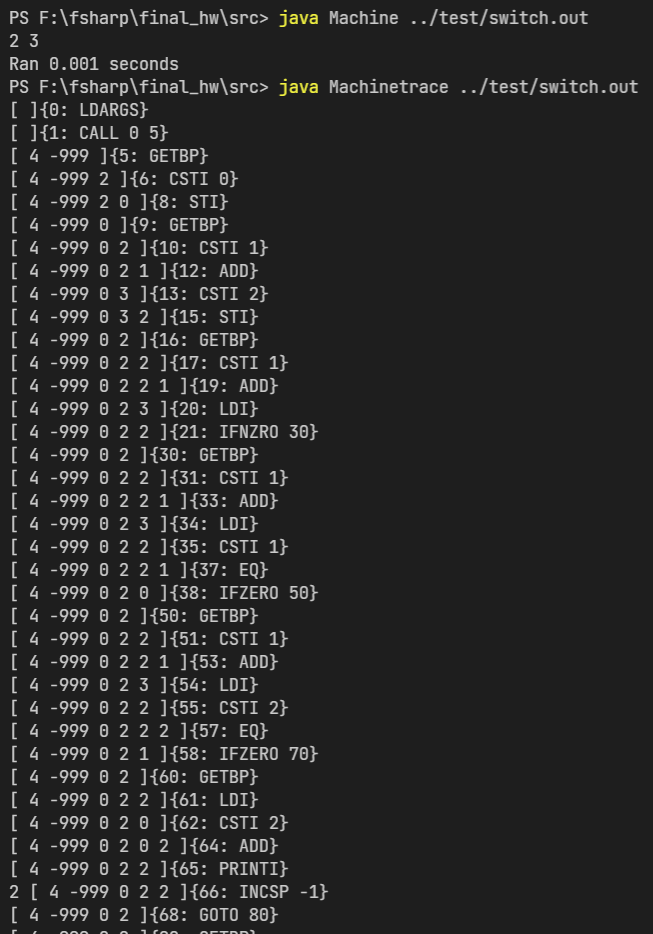 PS F:\fsharp\final_hw\src> java Machine ../test/switch.out
2 3
Ran 0.001 seconds
PS F:\fsharp\final_hw\src> java Machinetrace ../test/switch.out
[ ]{0: LDARGS}
[ ]{1: CALL 0 5}
[ 4 -999 ]{5: GETBP}
[ 4 -999 2 ]{6: CSTI 0}
[ 4 -999 2 0 ]{8: STI}
[ 4 -999 0 ]{9: GETBP}
[ 4 -999 0 2 ]{10: CSTI 1}
[ 4 -999 0 2 1 ]{12: ADD}
[ 4 -999 0 3 ]{13: CSTI 2}
[ 4 -999 0 3 2 ]{15: STI}
[ 4 -999 0 2 ]{16: GETBP}
[ 4 -999 0 2 2 ]{17: CSTI 1}
[ 4 -999 0 2 2 1 ]{19: ADD}
[ 4 -999 0 2 3 ]{20: LDI}
[ 4 -999 0 2 2 ]{21: IFNZRO 30}
[ 4 -999 0 2 ]{30: GETBP}
[ 4 -999 0 2 2 ]{31: CSTI 1}
[ 4 -999 0 2 2 1 ]{33: ADD}
[ 4 -999 0 2 3 ]{34: LDI}
[ 4 -999 0 2 2 ]{35: CSTI 1}
[ 4 -999 0 2 2 1 ]{37: EQ}
[ 4 -999 0 2 0 ]{38: IFZERO 50}
[ 4 -999 0 2 ]{50: GETBP}
[ 4 -999 0 2 2 ]{51: CSTI 1}
[ 4 -999 0 2 2 1 ]{53: ADD}
[ 4 -999 0 2 3 ]{54: LDI}
[ 4 -999 0 2 2 ]{55: CSTI 2}
[ 4 -999 0 2 2 2 ]{57: EQ}
[ 4 -999 0 2 1 ]{58: IFZERO 70}
[ 4 -999 0 2 ]{60: GETBP}
[ 4 -999 0 2 2 ]{61: LDI}
[ 4 -999 0 2 0 ]{62: CSTI 2}
[ 4 -999 0 2 0 2 ]{64: ADD}
[ 4 -999 0 2 2 ]{65: PRINTI}
2 [ 4 -999 0 2 2 ]{66: INCSP -1}
[ 4 -999 0 2 ]{68: GOTO 80}